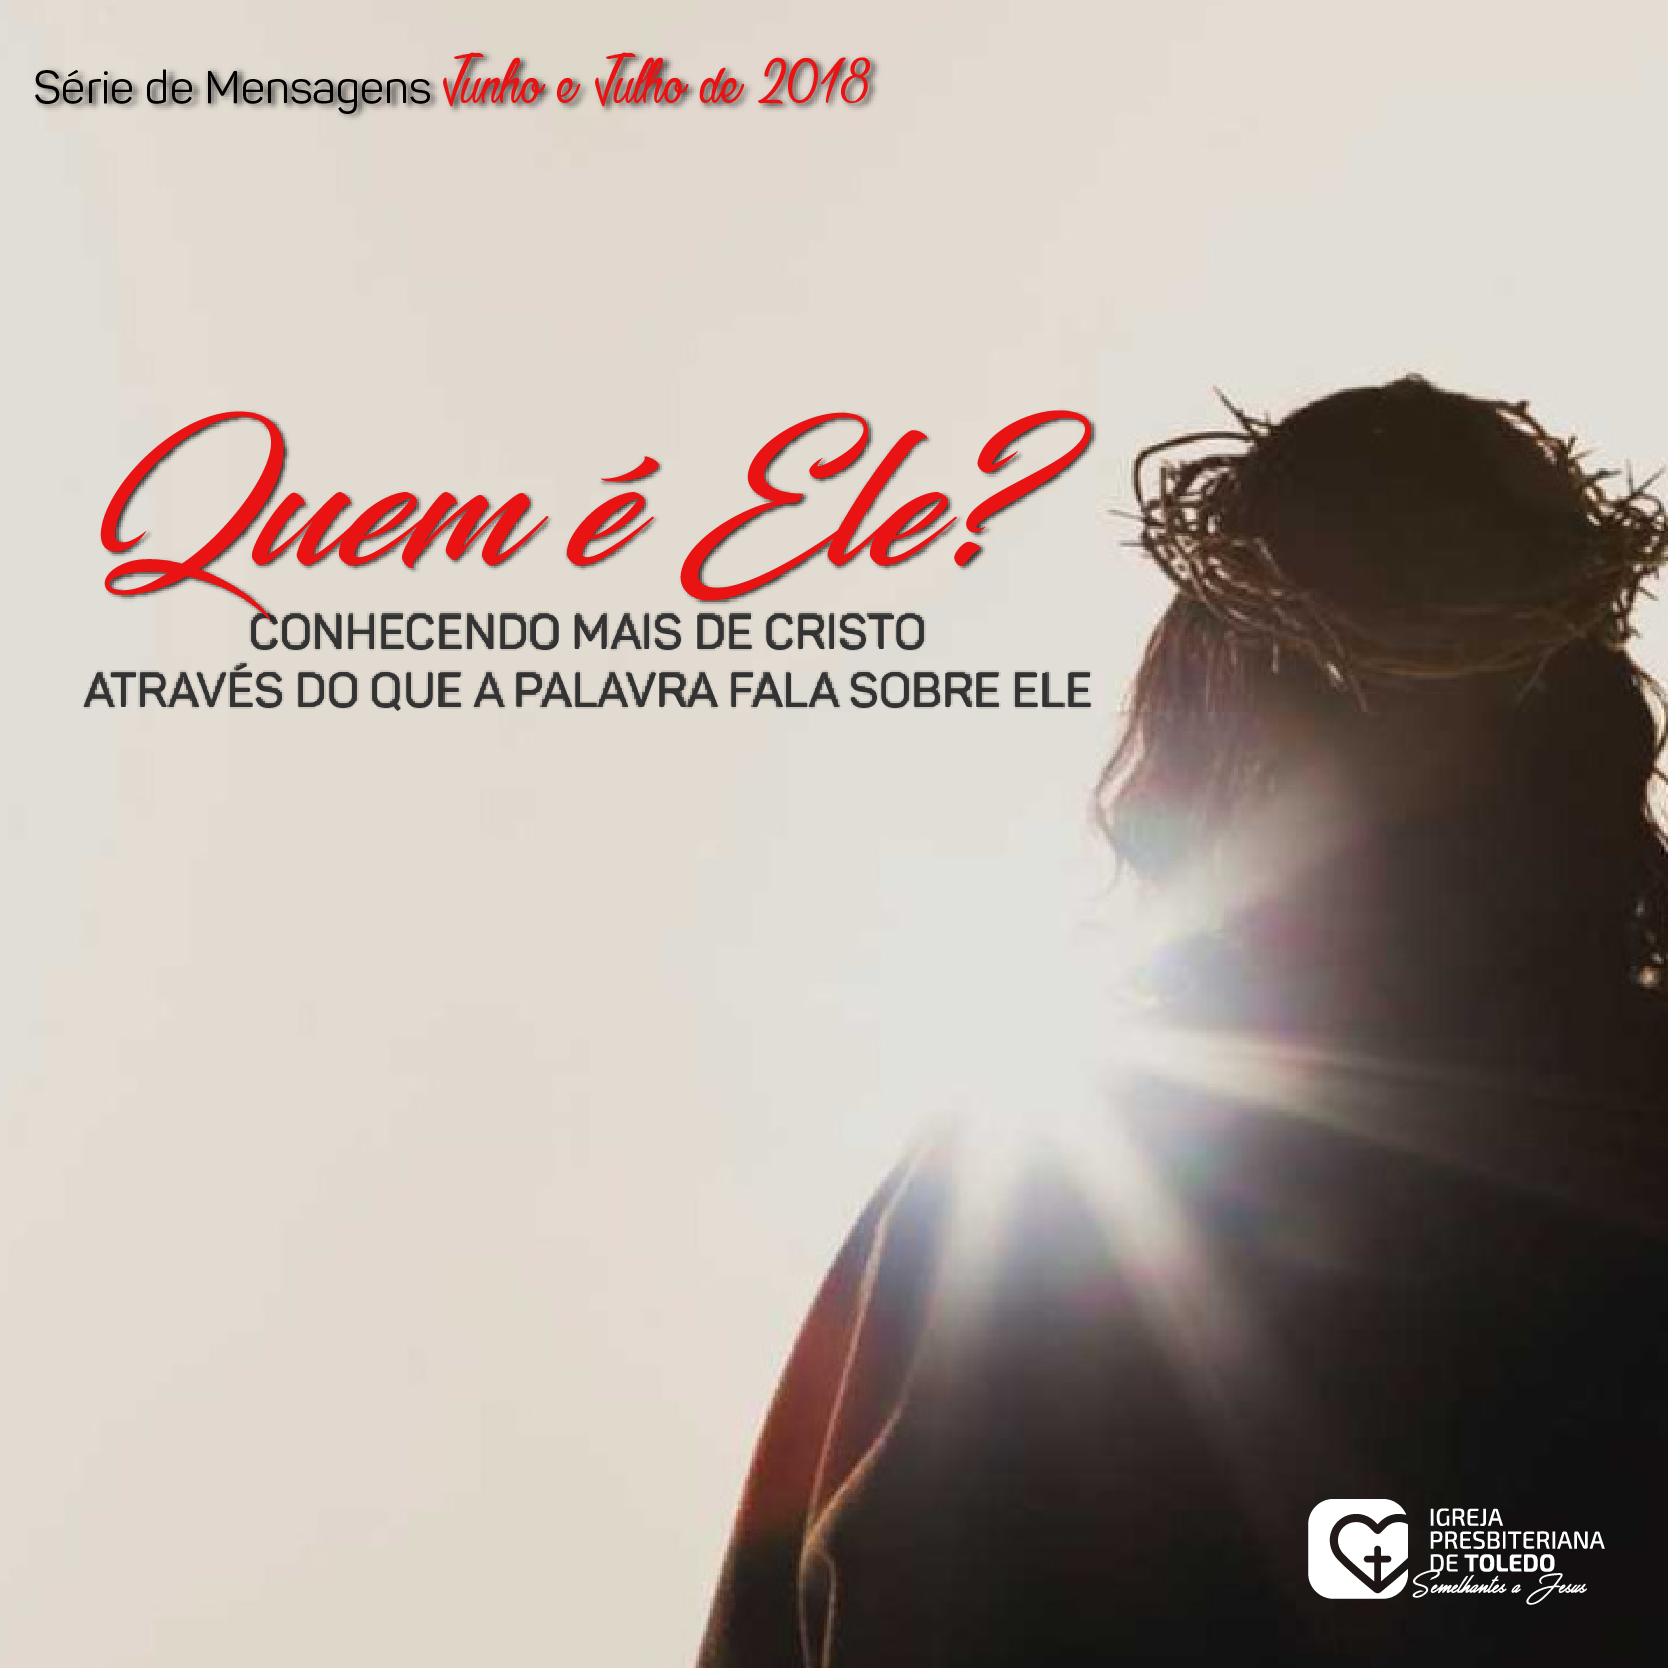 Série de Mensagens Junho e Julho de 2018
Quem é Ele?
CONHECENDO MAIS DE CRISTO
ATRAVÉS DO QUE A PALAVRA FALA SOBRE ELE
IGREJA
PRESBITERIANA
DE TOLEDO
Semelhantes a Jesus